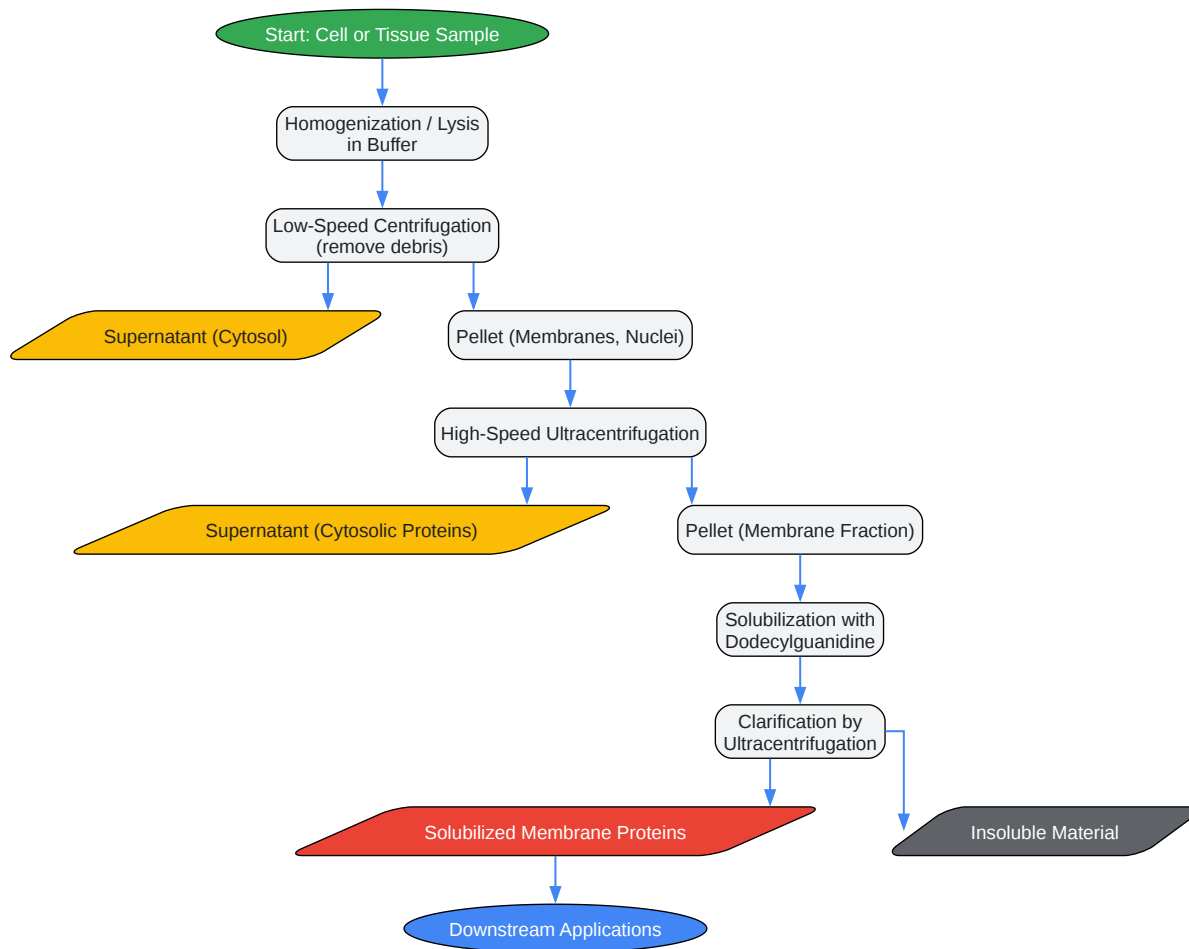 Start: Cell or Tissue Sample
Homogenization / Lysis
in Buffer
Low-Speed Centrifugation
(remove debris)
Supernatant (Cytosol)
Pellet (Membranes, Nuclei)
High-Speed Ultracentrifugation
Supernatant (Cytosolic Proteins)
Pellet (Membrane Fraction)
Solubilization with
Dodecylguanidine
Clarification by
Ultracentrifugation
Solubilized Membrane Proteins
Insoluble Material
Downstream Applications